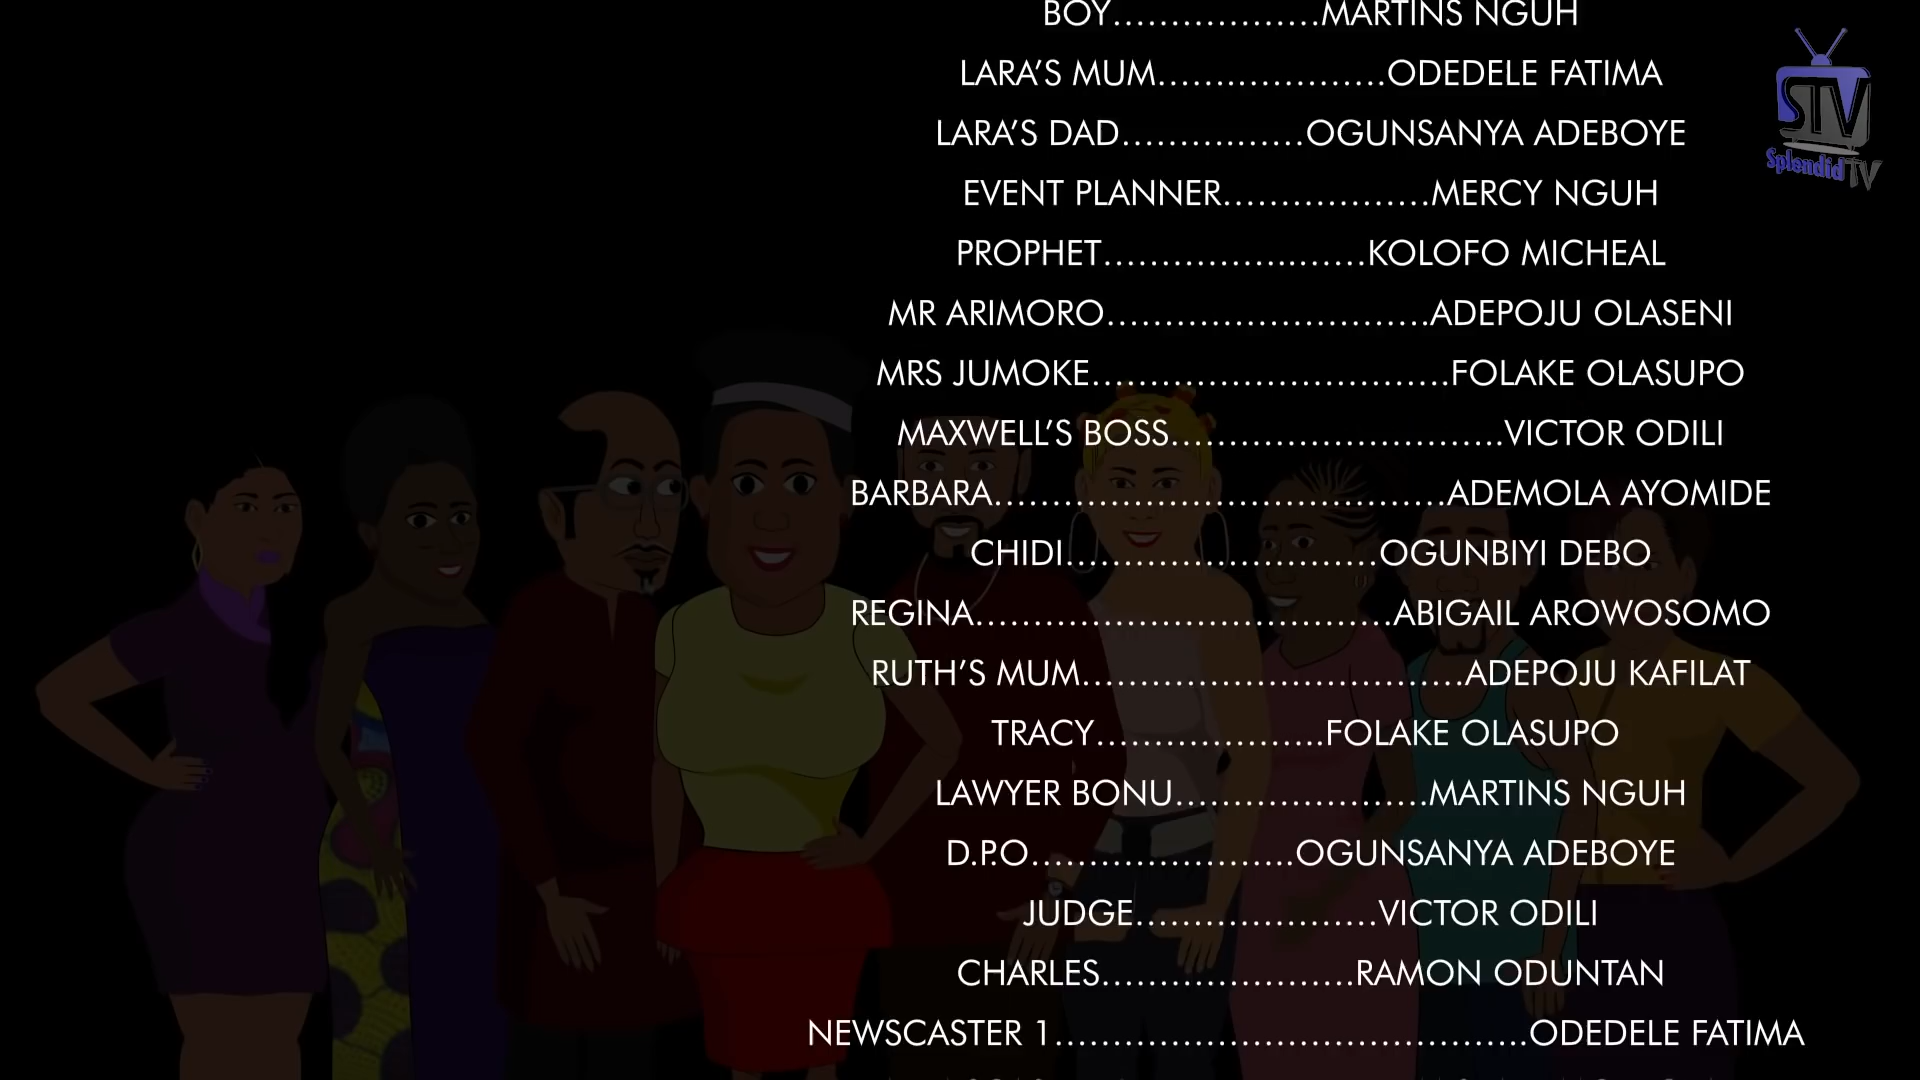 BOY..................MARTINS NGUH
LARA'S MUM....................ODEDELE FATIMA
LARA'S DAD................OGUNSANYA ADEBOYE
EVENT PLANNER..................MERCY NGUH
PROPHET.......................KOLOFO MICHEAL
MR ARIMORO............................ADEPOJU OLASENI
MRS JUMOKE...............................FOLAKE OLASUPO
MAXWELL'S BOSS.............................VICTOR ODILI
BARBARA.......................................ADEMOLA AYOMIDE
CHIDI...........................OGUNBIYI DEBO
REGINA....................................ABIGAIL AROWOSOMO
RUTH'S MUM.................................ADEPOJU KAFILAT
TRACY....................FOLAKE OLASUPO
LAWYER BONU......................MARTINS NGUH
D.P.O.......................OGUNSANYA ADEBOYE
JUDGE.....................VICTOR ODILI
CHARLES......................RAMON ODUNTAN
NEWSCASTER 1.........................................ODEDELE FATIMA
STV
Splendid TV